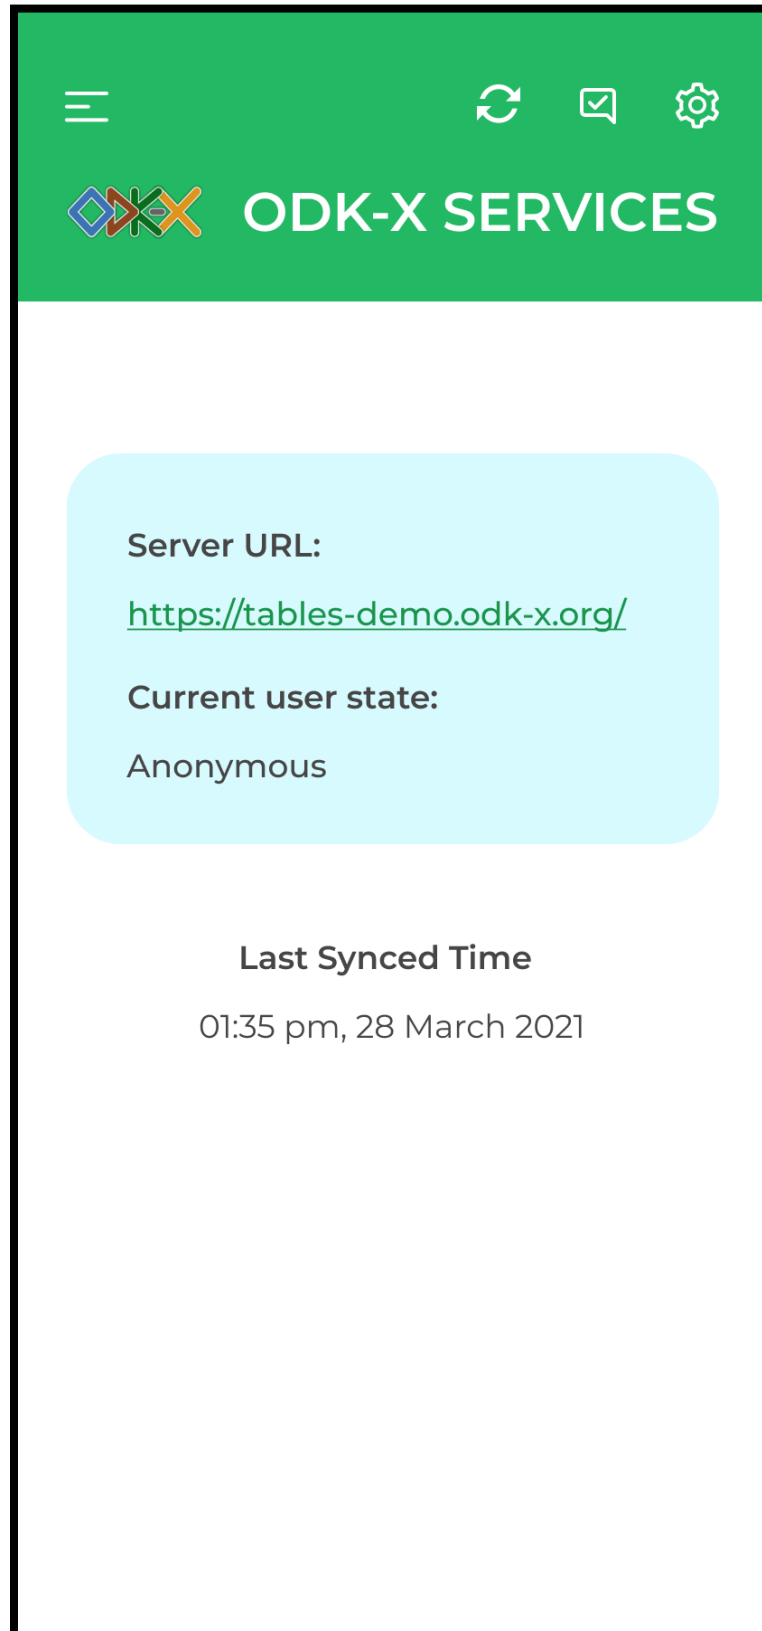 ODK-X
ODK-X SERVICES
Server URL:
https://tables-demo.odk-x.org/
Current user state:
Anonymous
Last Synced Time
01:35 pm, 28 March 2021